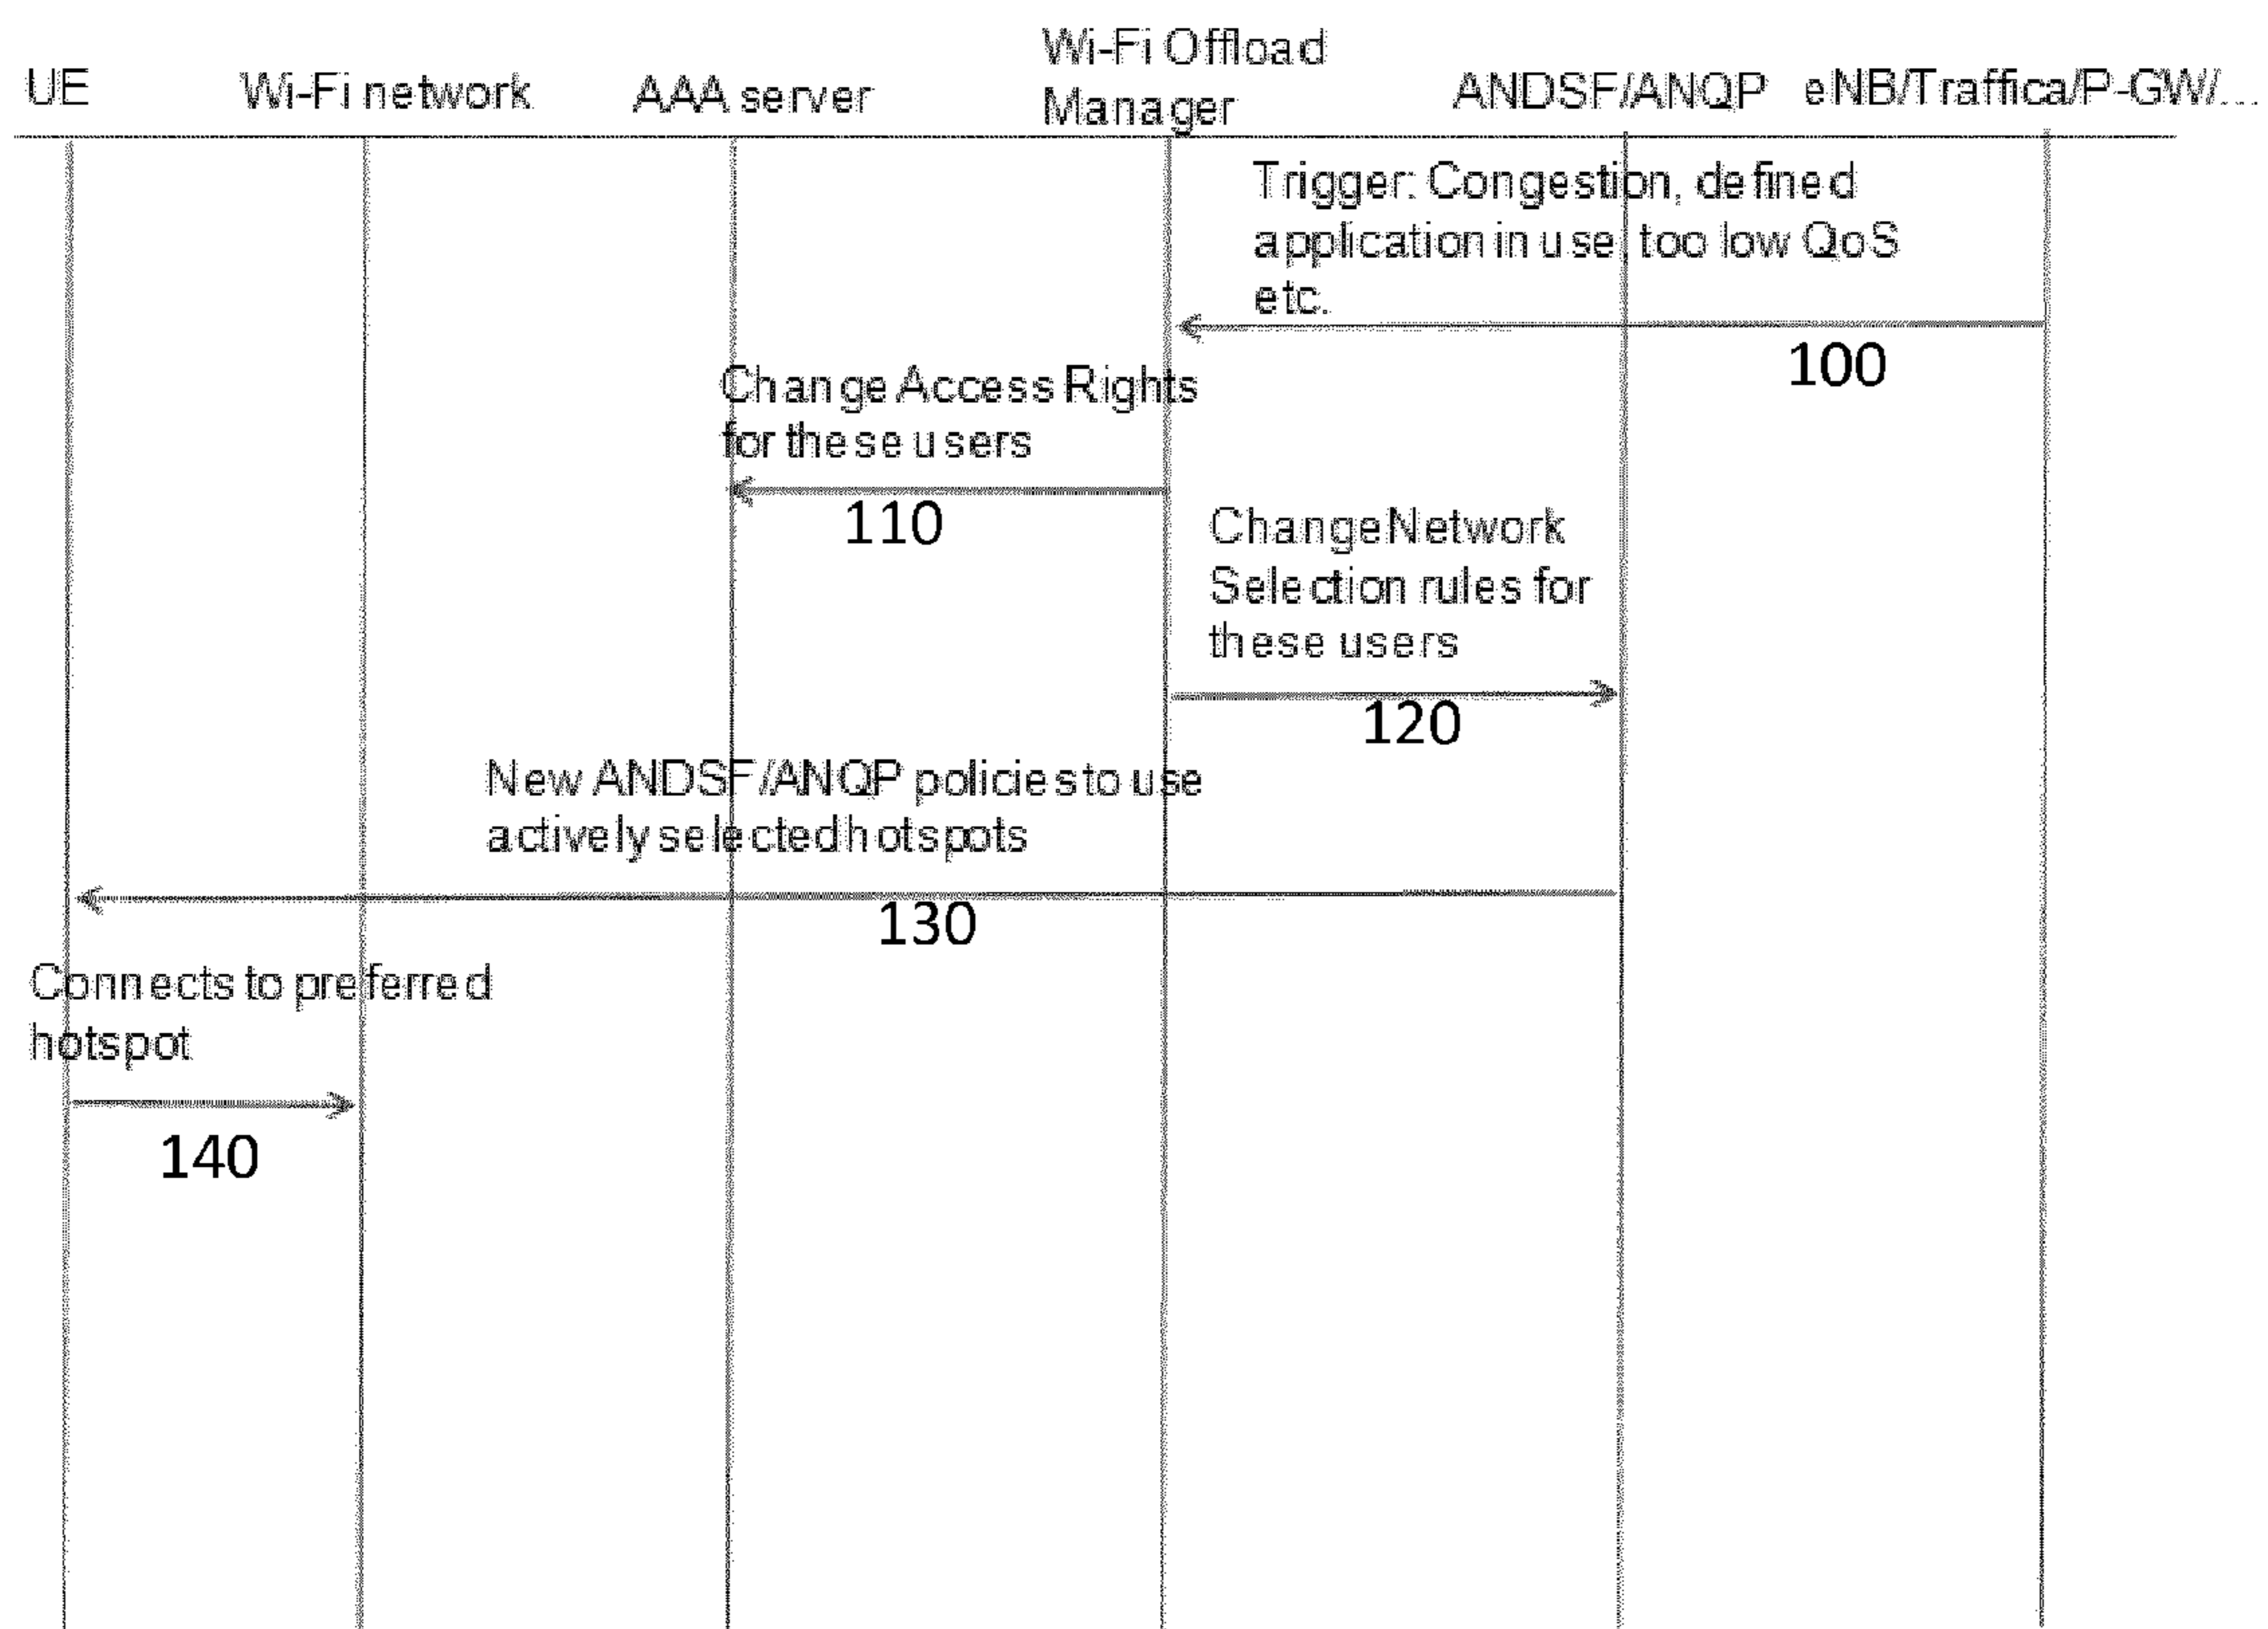 UE
Wi-Fi network
AAA server
Wi-Fi Offload
Manager
ANDSF/ANQP
eNB/Traffica/P-GW/...
Trigger: Congestion, defined
application in use, too low QoS
etc.
100
Change Access Rights
for these users
110
Change Network
Selection rules for
these users
120
New ANDSF/ANQP policies to use
actively selected hotspots
130
Connects to preferred
hotspot
140